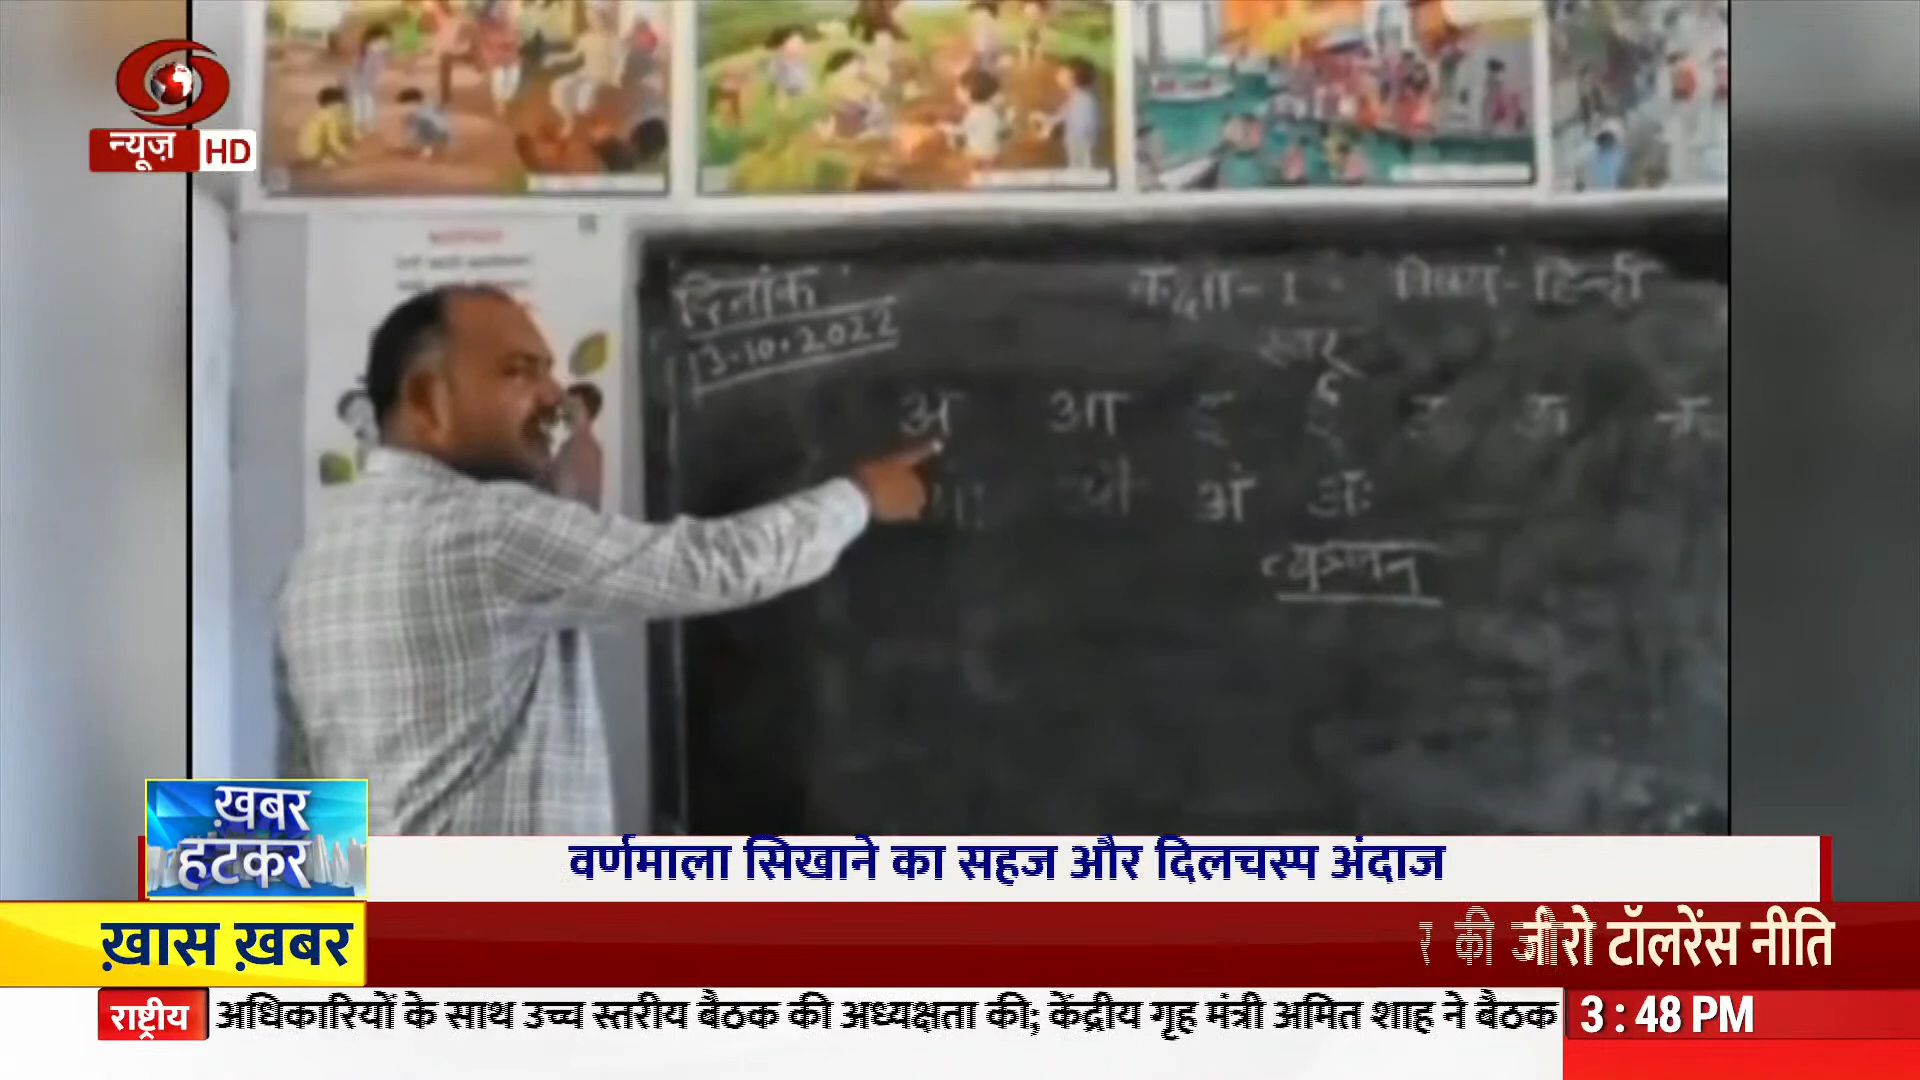 न्यूज़ HD
दिनांक
13.10.2022
कक्षा-1 विषय-हिन्दी
स्वर
अ आ इ ई उ ऊ
अं अः
व्यञ्जन
ख़बर
हटकर
वर्णमाला सिखाने का सहज और दिलचस्प अंदाज
ख़ास ख़बर
की जीरो टॉलरेंस नीति
राष्ट्रीय अधिकारियों के साथ उच्च स्तरीय बैठक की अध्यक्षता की; केंद्रीय गृह मंत्री अमित शाह ने बैठक
3:48 PM